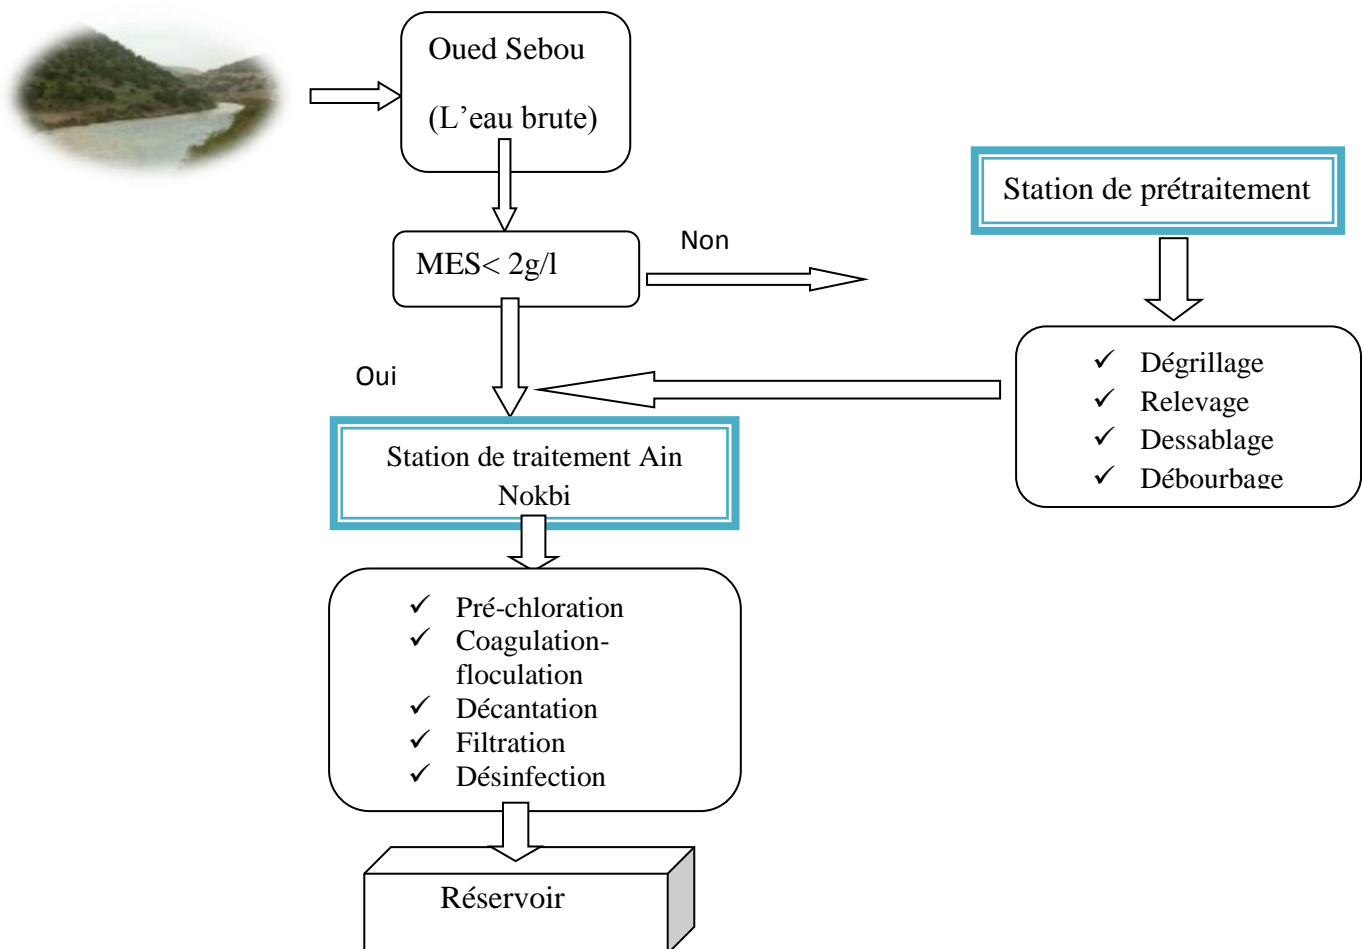 Oued Sebou
(L’eau brute)
Station de prétraitement
Non
MES< 2g/l
Oui
✓ Dégrillage
✓ Relevage
✓ Dessablage
✓ Débourbage
Station de traitement Ain
Nokbi
✓ Pré-chloration
✓ Coagulation-
floculation
✓ Décantation
✓ Filtration
✓ Désinfection
Réservoir